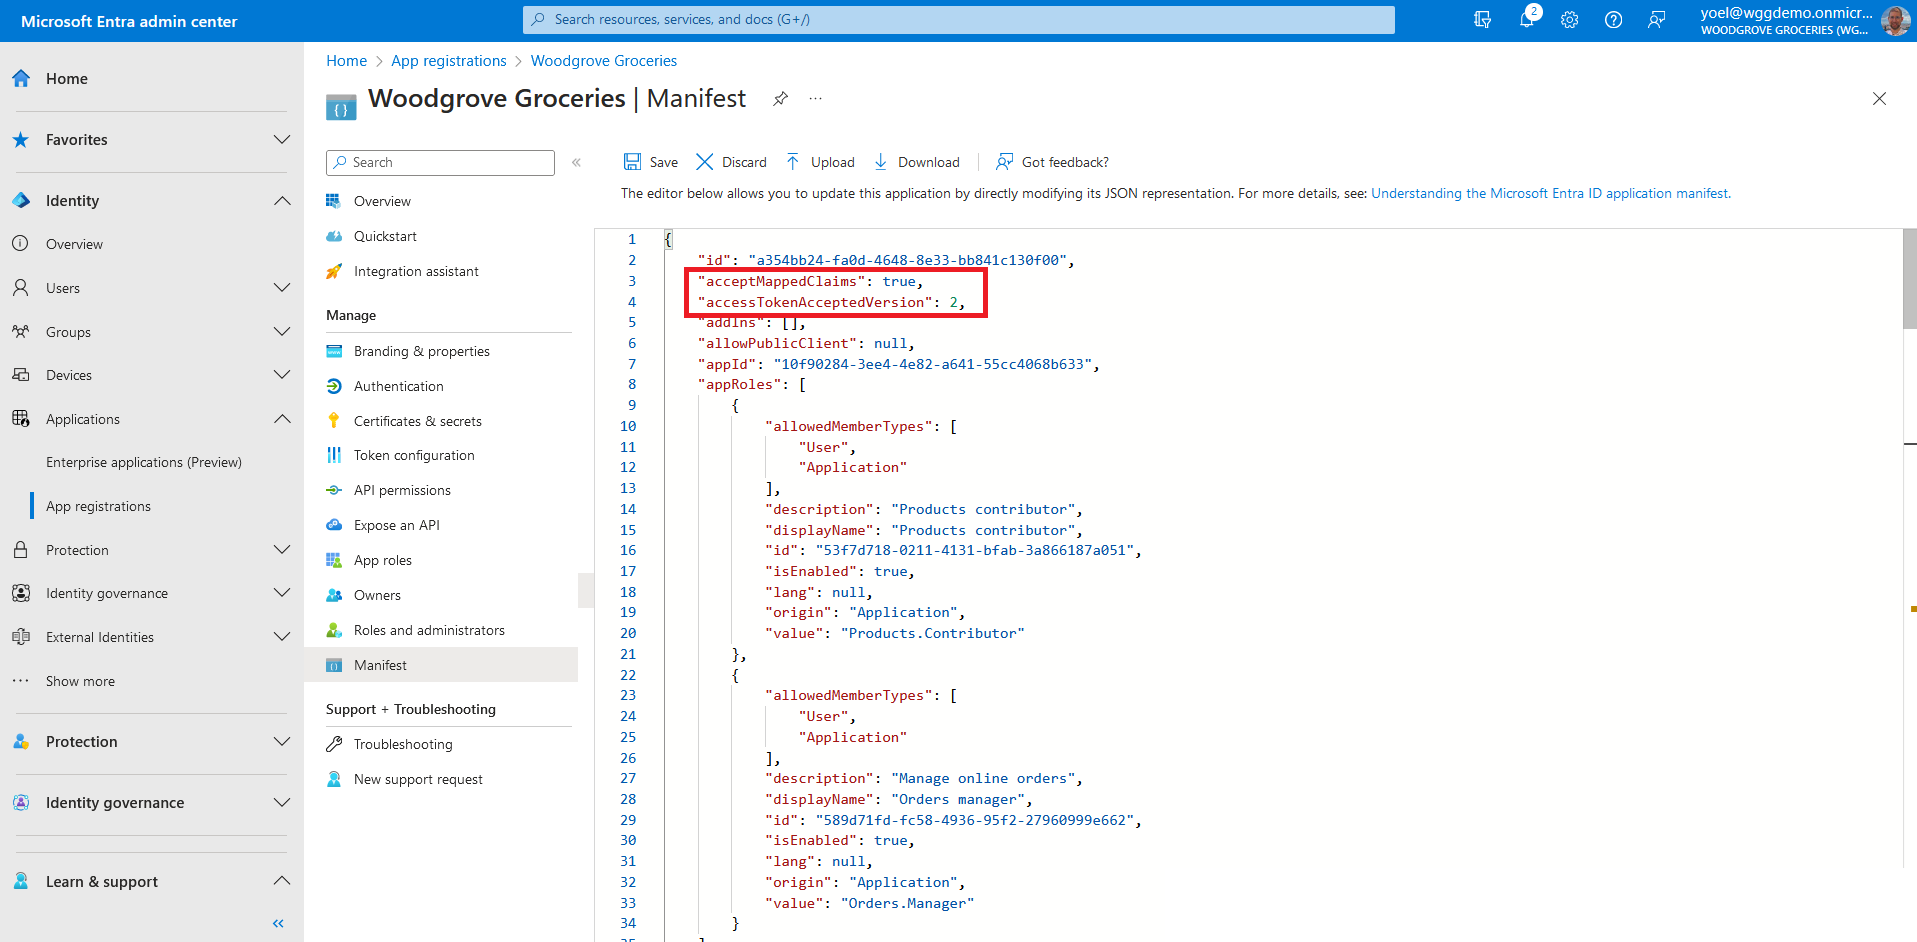 Microsoft Entra admin center
Search resources, services, and docs (G+/)
2
yoel@wggdemo.onmicr...
WOODGROVE GROCERIES (WG...
Home
Favorites
Identity
Overview
Users
Groups
Devices
Applications
Enterprise applications (Preview)
App registrations
Protection
Identity governance
External Identities
Show more
Protection
Identity governance
Learn & support
Home > App registrations > Woodgrove Groceries
Woodgrove Groceries | Manifest
Search
Overview
Quickstart
Integration assistant
Manage
Branding & properties
Authentication
Certificates & secrets
Token configuration
API permissions
Expose an API
App roles
Owners
Roles and administrators
Manifest
Support + Troubleshooting
Troubleshooting
New support request
Save Discard Upload Download Got feedback?
The editor below allows you to update this application by directly modifying its JSON representation. For more details, see: Understanding the Microsoft Entra ID application manifest.
1 {
2 "id": "a354bb24-fa0d-4648-8e33-bb841c130f00",
3 "acceptMappedClaims": true,
4 "accessTokenAcceptedVersion": 2,
5 "addIns": [],
6 "allowPublicClient": null,
7 "appId": "10f90284-3ee4-4e82-a641-55cc4068b633",
8 "appRoles": [
9 {
10 "allowedMemberTypes": [
11 "User",
12 "Application"
13 ],
14 "description": "Products contributor",
15 "displayName": "Products contributor",
16 "id": "53f7d718-0211-4131-bfab-3a866187a051",
17 "isEnabled": true,
18 "lang": null,
19 "origin": "Application",
20 "value": "Products.Contributor"
21 },
22 {
23 "allowedMemberTypes": [
24 "User",
25 "Application"
26 ],
27 "description": "Manage online orders",
28 "displayName": "Orders manager",
29 "id": "589d71fd-fc58-4936-95f2-27960999e662",
30 "isEnabled": true,
31 "lang": null,
32 "origin": "Application",
33 "value": "Orders.Manager"
34 }